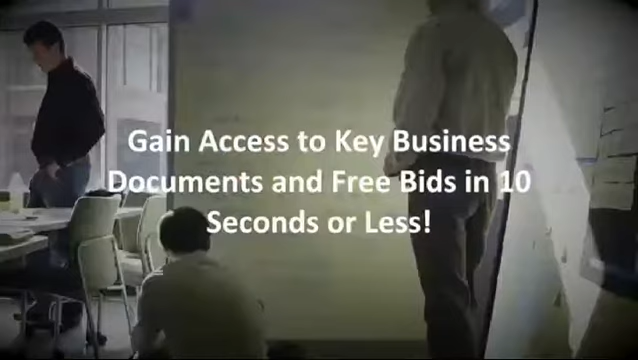 Gain Access to Key Business
Documents and Free Bids in 10
Seconds or Less!